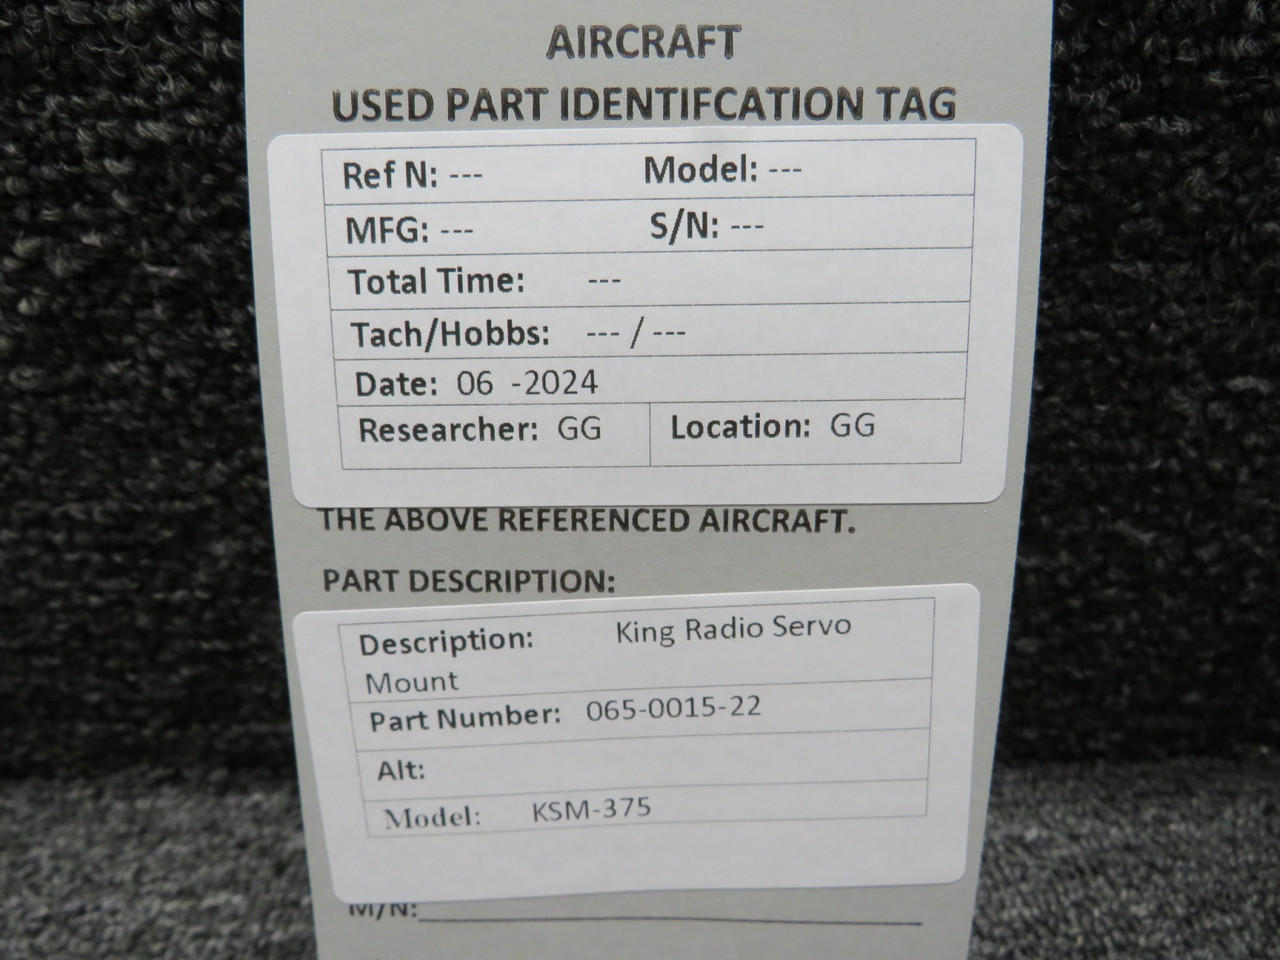 AIRCRAFT
USED PART IDENTIFCATION TAG
Ref N: --- Model: ---
MFG: --- S/N: ---
Total Time: ---
Tach/Hobbs: --- / ---
Date: 06 -2024
Researcher: GG Location: GG
THE ABOVE REFERENCED AIRCRAFT.
PART DESCRIPTION:
Description: King Radio Servo
Mount
Part Number: 065-0015-22
Alt:
Model: KSM-375
M/N: